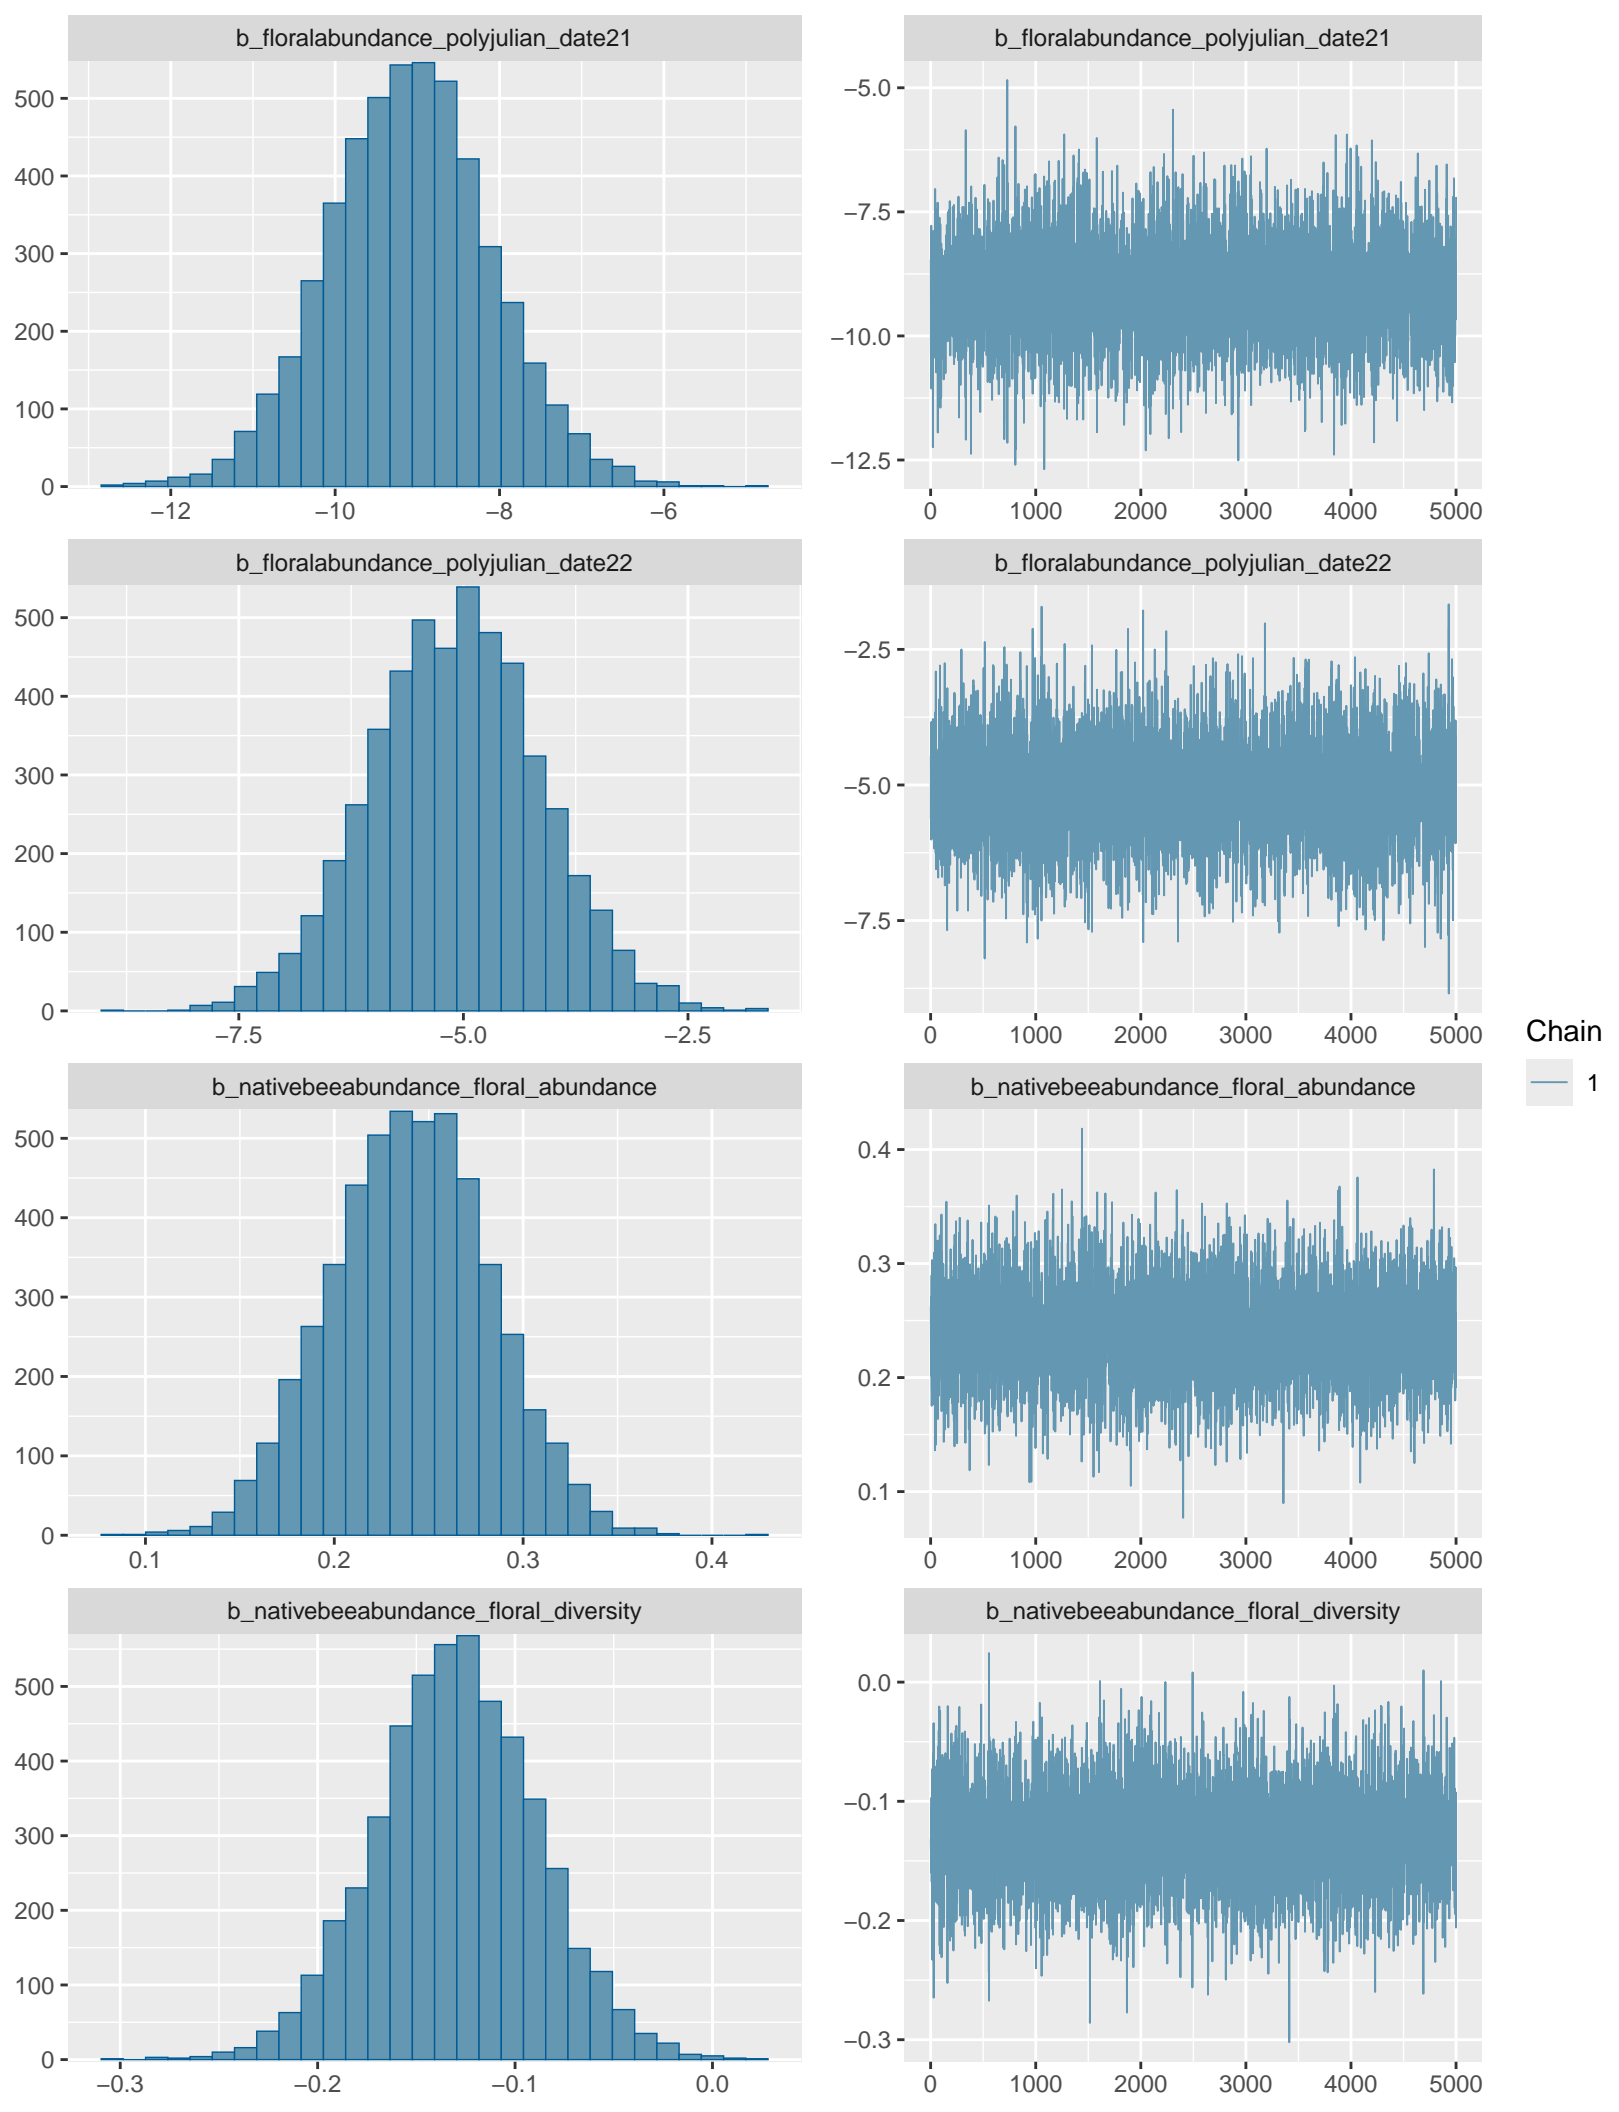 b_floralabundance_polyjulian_date21
500
400
300
200
100
0
−12 −10 −8 −6
b_floralabundance_polyjulian_date21
−5.0
−7.5
−10.0
−12.5
0 1000 2000 3000 4000 5000
b_floralabundance_polyjulian_date22
500
400
300
200
100
0
−7.5 −5.0 −2.5
b_floralabundance_polyjulian_date22
−2.5
−5.0
−7.5
0 1000 2000 3000 4000 5000
b_nativebeeabundance_floral_abundance
500
400
300
200
100
0
0.1 0.2 0.3 0.4
b_nativebeeabundance_floral_abundance
0.4
0.3
0.2
0.1
0 1000 2000 3000 4000 5000
b_nativebeeabundance_floral_diversity
500
400
300
200
100
0
−0.3 −0.2 −0.1 0.0
b_nativebeeabundance_floral_diversity
0.0
−0.1
−0.2
−0.3
0 1000 2000 3000 4000 5000
Chain
1